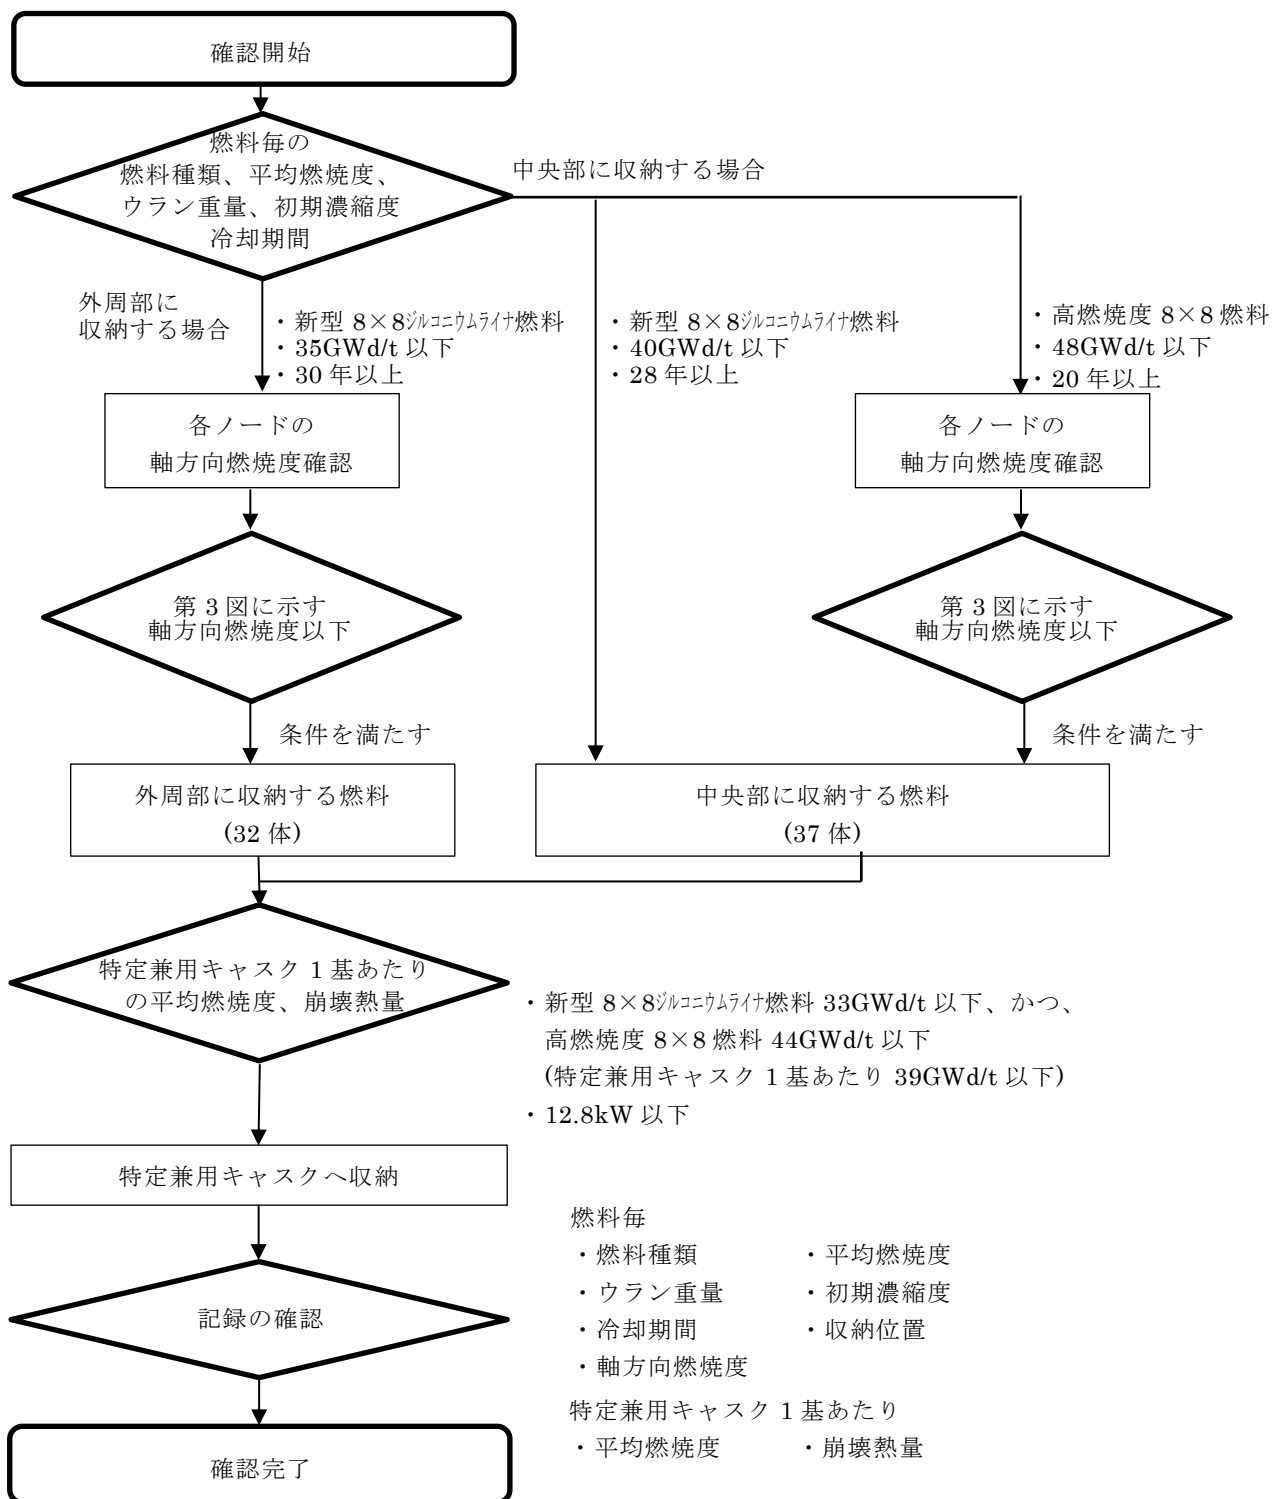 確認開始
燃料毎の
燃料種類、平均燃焼度、
ウラン重量、初期濃縮度
冷却期間
中央部に収納する場合
外周部に
収納する場合
・新型 8×8ジルコニウムライナ燃料
・35GWd/t 以下
・30 年以上
・新型 8×8ジルコニウムライナ燃料
・40GWd/t 以下
・28 年以上
・高燃焼度 8×8 燃料
・48GWd/t 以下
・20 年以上
各ノードの
軸方向燃焼度確認
各ノードの
軸方向燃焼度確認
第 3 図に示す
軸方向燃焼度以下
第 3 図に示す
軸方向燃焼度以下
条件を満たす
条件を満たす
外周部に収納する燃料
(32 体)
中央部に収納する燃料
(37 体)
特定兼用キャスク 1 基あたり
の平均燃焼度、崩壊熱量
・新型 8×8ジルコニウムライナ燃料 33GWd/t 以下、かつ、
高燃焼度 8×8 燃料 44GWd/t 以下
(特定兼用キャスク 1 基あたり 39GWd/t 以下)
・12.8kW 以下
特定兼用キャスクへ収納
記録の確認
燃料毎
・燃料種類 ・平均燃焼度
・ウラン重量 ・初期濃縮度
・冷却期間 ・収納位置
・軸方向燃焼度
特定兼用キャスク 1 基あたり
・平均燃焼度 ・崩壊熱量
確認完了